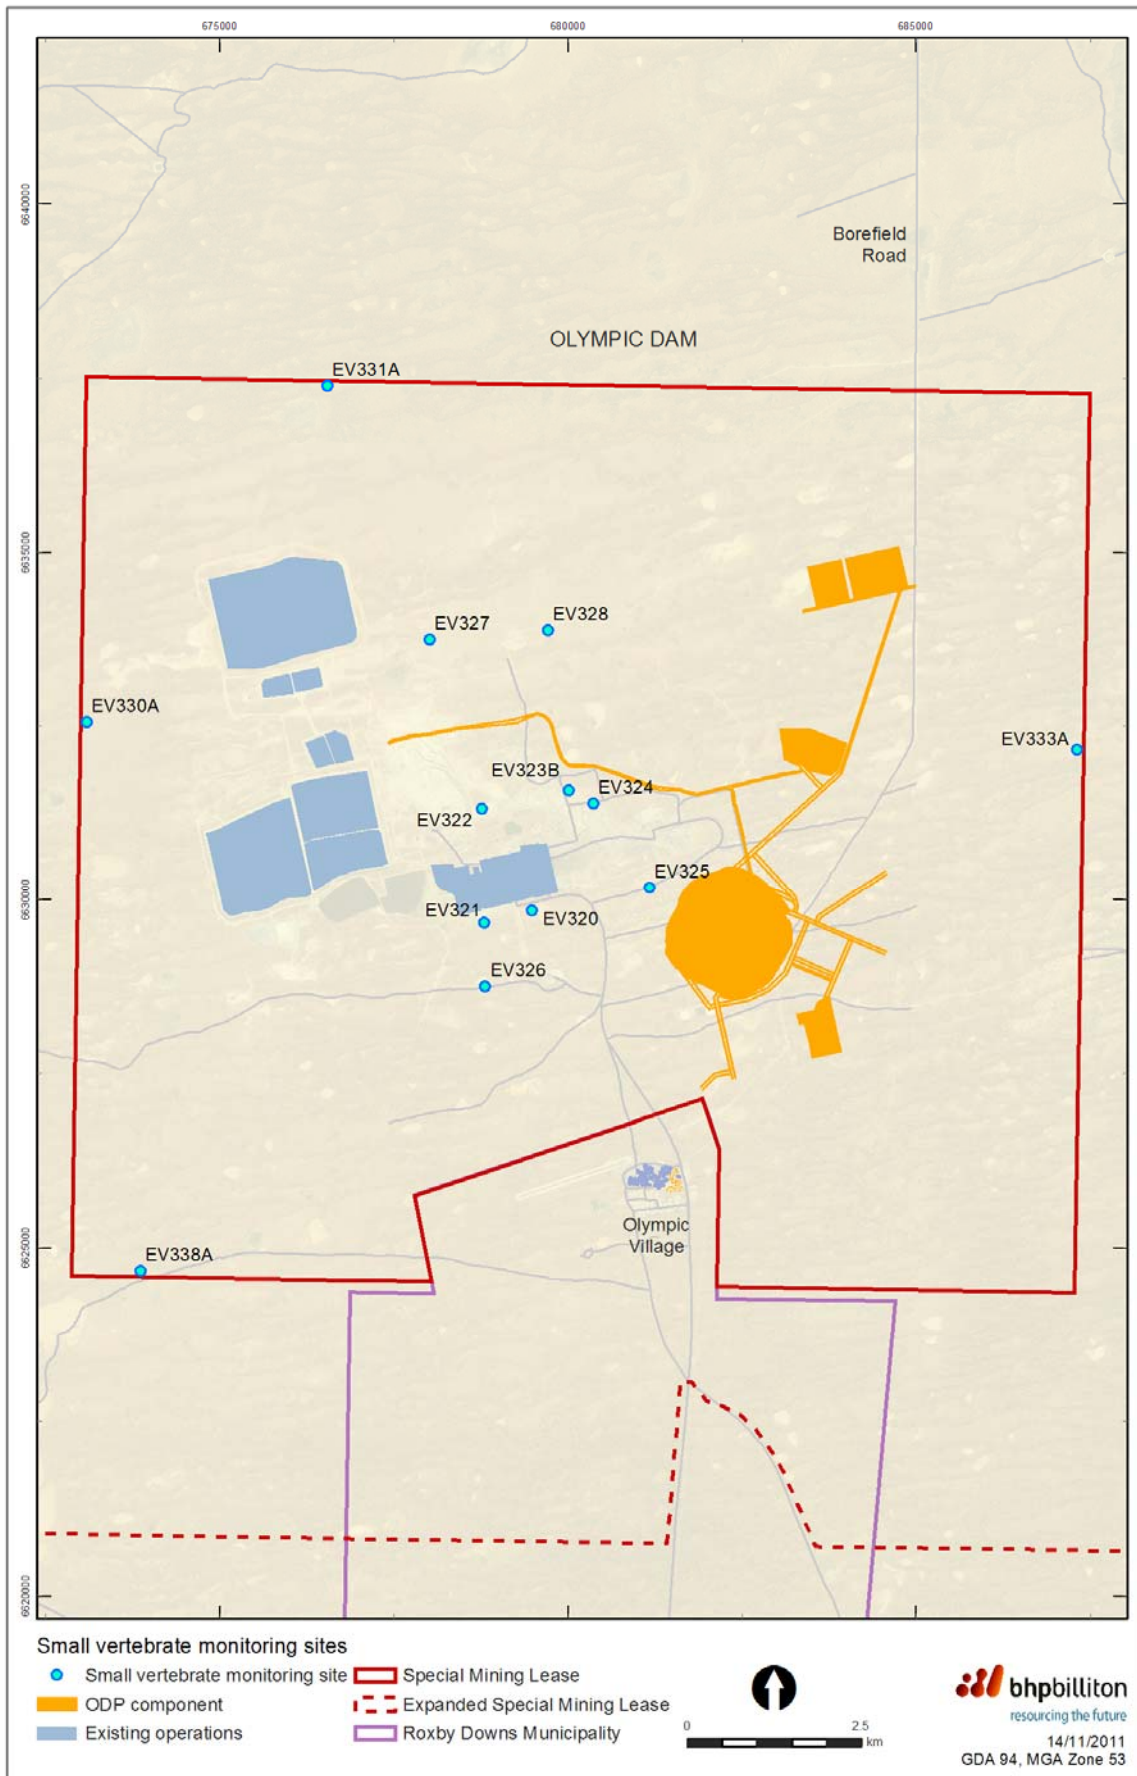 675000
680000
685000
6640000
Borefield
Road
OLYMPIC DAM
EV331A
6635000
EV327
EV328
EV330A
EV333A
EV323B
EV324
EV322
EV325
6630000
EV321
EV320
EV326
Olympic
Village
6625000
EV338A
6620000
Small vertebrate monitoring sites
Small vertebrate monitoring site
Special Mining Lease
ODP component
Expanded Special Mining Lease
Existing operations
Roxby Downs Municipality
0
2.5
km
bhpbilliton
resourcing the future
14/11/2011
GDA 94, MGA Zone 53